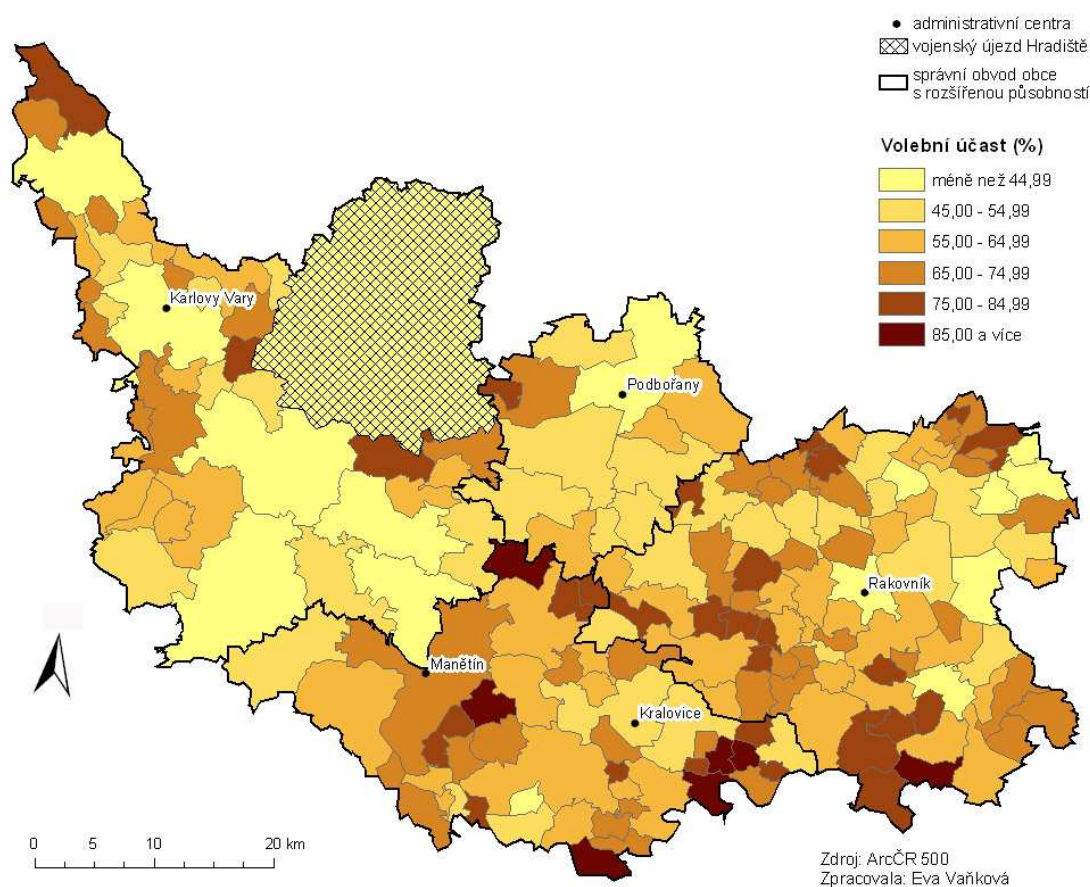 administrativní centra
vojenský újezd Hradiště
správní obvod obce
s rozšířenou působností
Volební účast (%)
méně než 44,99
45,00 - 54,99
55,00 - 64,99
65,00 - 74,99
75,00 - 84,99
85,00 a více
Karlovy Vary
Podbořany
Rakovník
Manětín
Kralovice
0 5 10 20 km
Zdroj: ArcČR 500
Zpracovala: Eva Vaňková